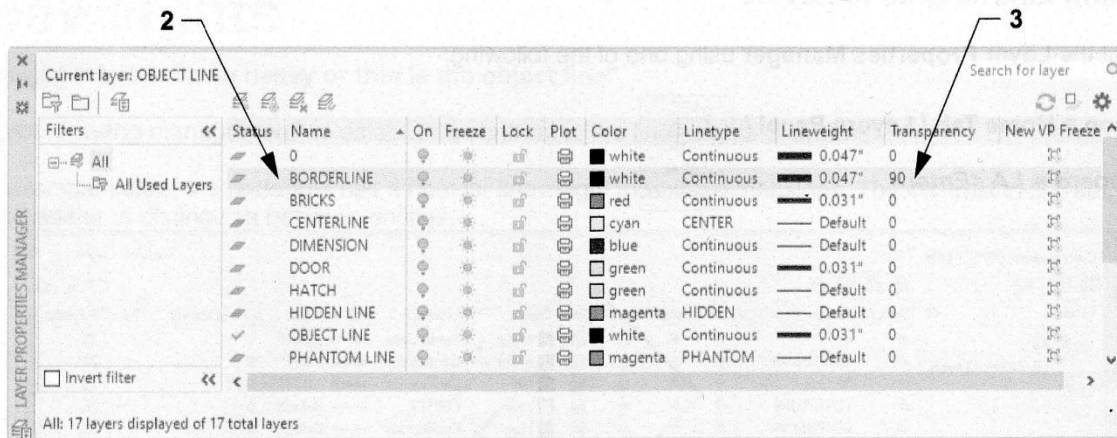 2
3
Current layer: OBJECT LINE
Search for layer
Filters
Status Name On Freeze Lock Plot Color Linetype Lineweight Transparency New VP Freeze
All
All Used Layers
0 white Continuous 0.047" 0
BORDERLINE white Continuous 0.047" 90
BRICKS red Continuous 0.031" 0
CENTERLINE cyan CENTER Default 0
DIMENSION blue Continuous Default 0
DOOR green Continuous 0.031" 0
HATCH green Continuous Default 0
HIDDEN LINE magenta HIDDEN Default 0
OBJECT LINE white Continuous 0.031" 0
PHANTOM LINE magenta PHANTOM Default 0
Invert filter
All: 17 layers displayed of 17 total layers
LAYER PROPERTIES MANAGER